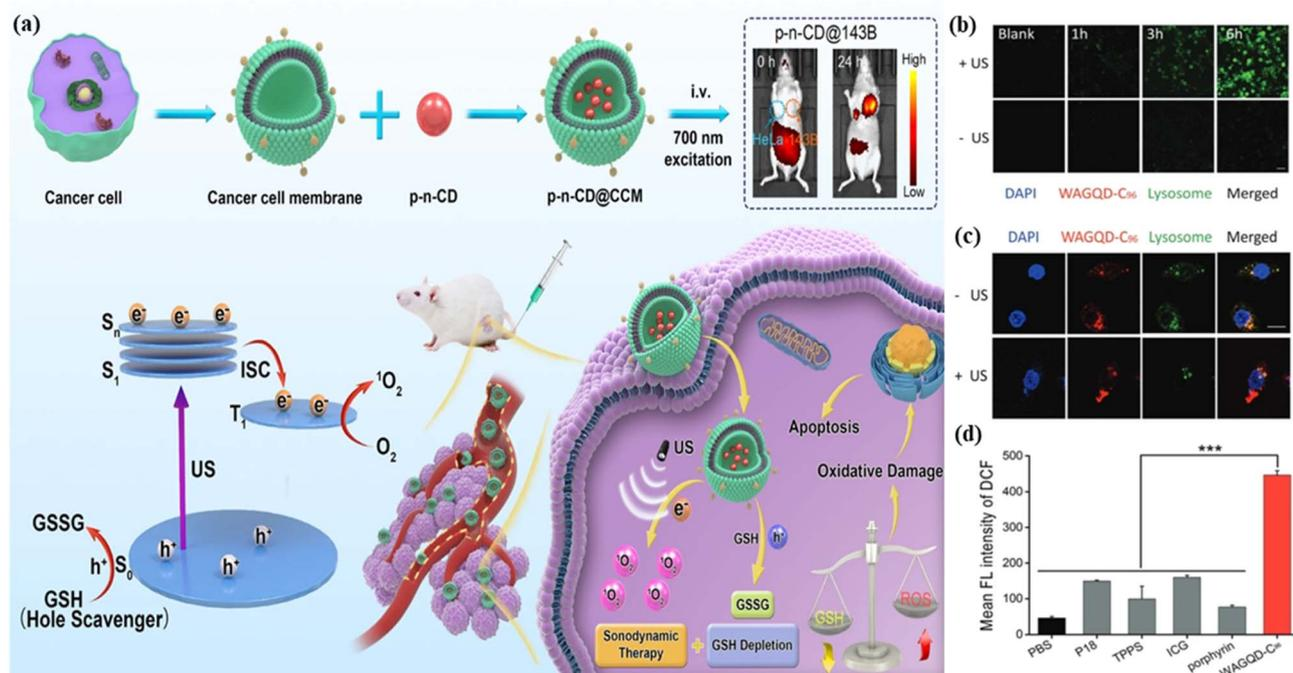 (a)
Cancer cell
Cancer cell membrane
p-n-CD
p-n-CD@CCM
i.v.
700 nm
excitation
p-n-CD@143B
0 h
24 h
HeLa 143B
High
Low
Sn
S1
e-
e-
e-
ISC
T1
e-
e-
1O2
O2
US
GSSG
h+
GSH
(Hole Scavenger)
S0
h+
h+
h+
US
e-
1O2
1O2
1O2
1O2
GSH
h+
GSSG
Sonodynamic
Therapy
+
GSH Depletion
Apoptosis
Oxidative Damage
GSH
ROS
(b)
Blank 1h 3h 6h
+ US
- US
DAPI WAGQD-C96 Lysosome Merged
(c)
DAPI WAGQD-C96 Lysosome Merged
- US
+ US
(d)
Mean FL intensity of DCF
500
400
300
200
100
0
***
PBS P18 TPPS ICG porphyrin WAGQD-C96